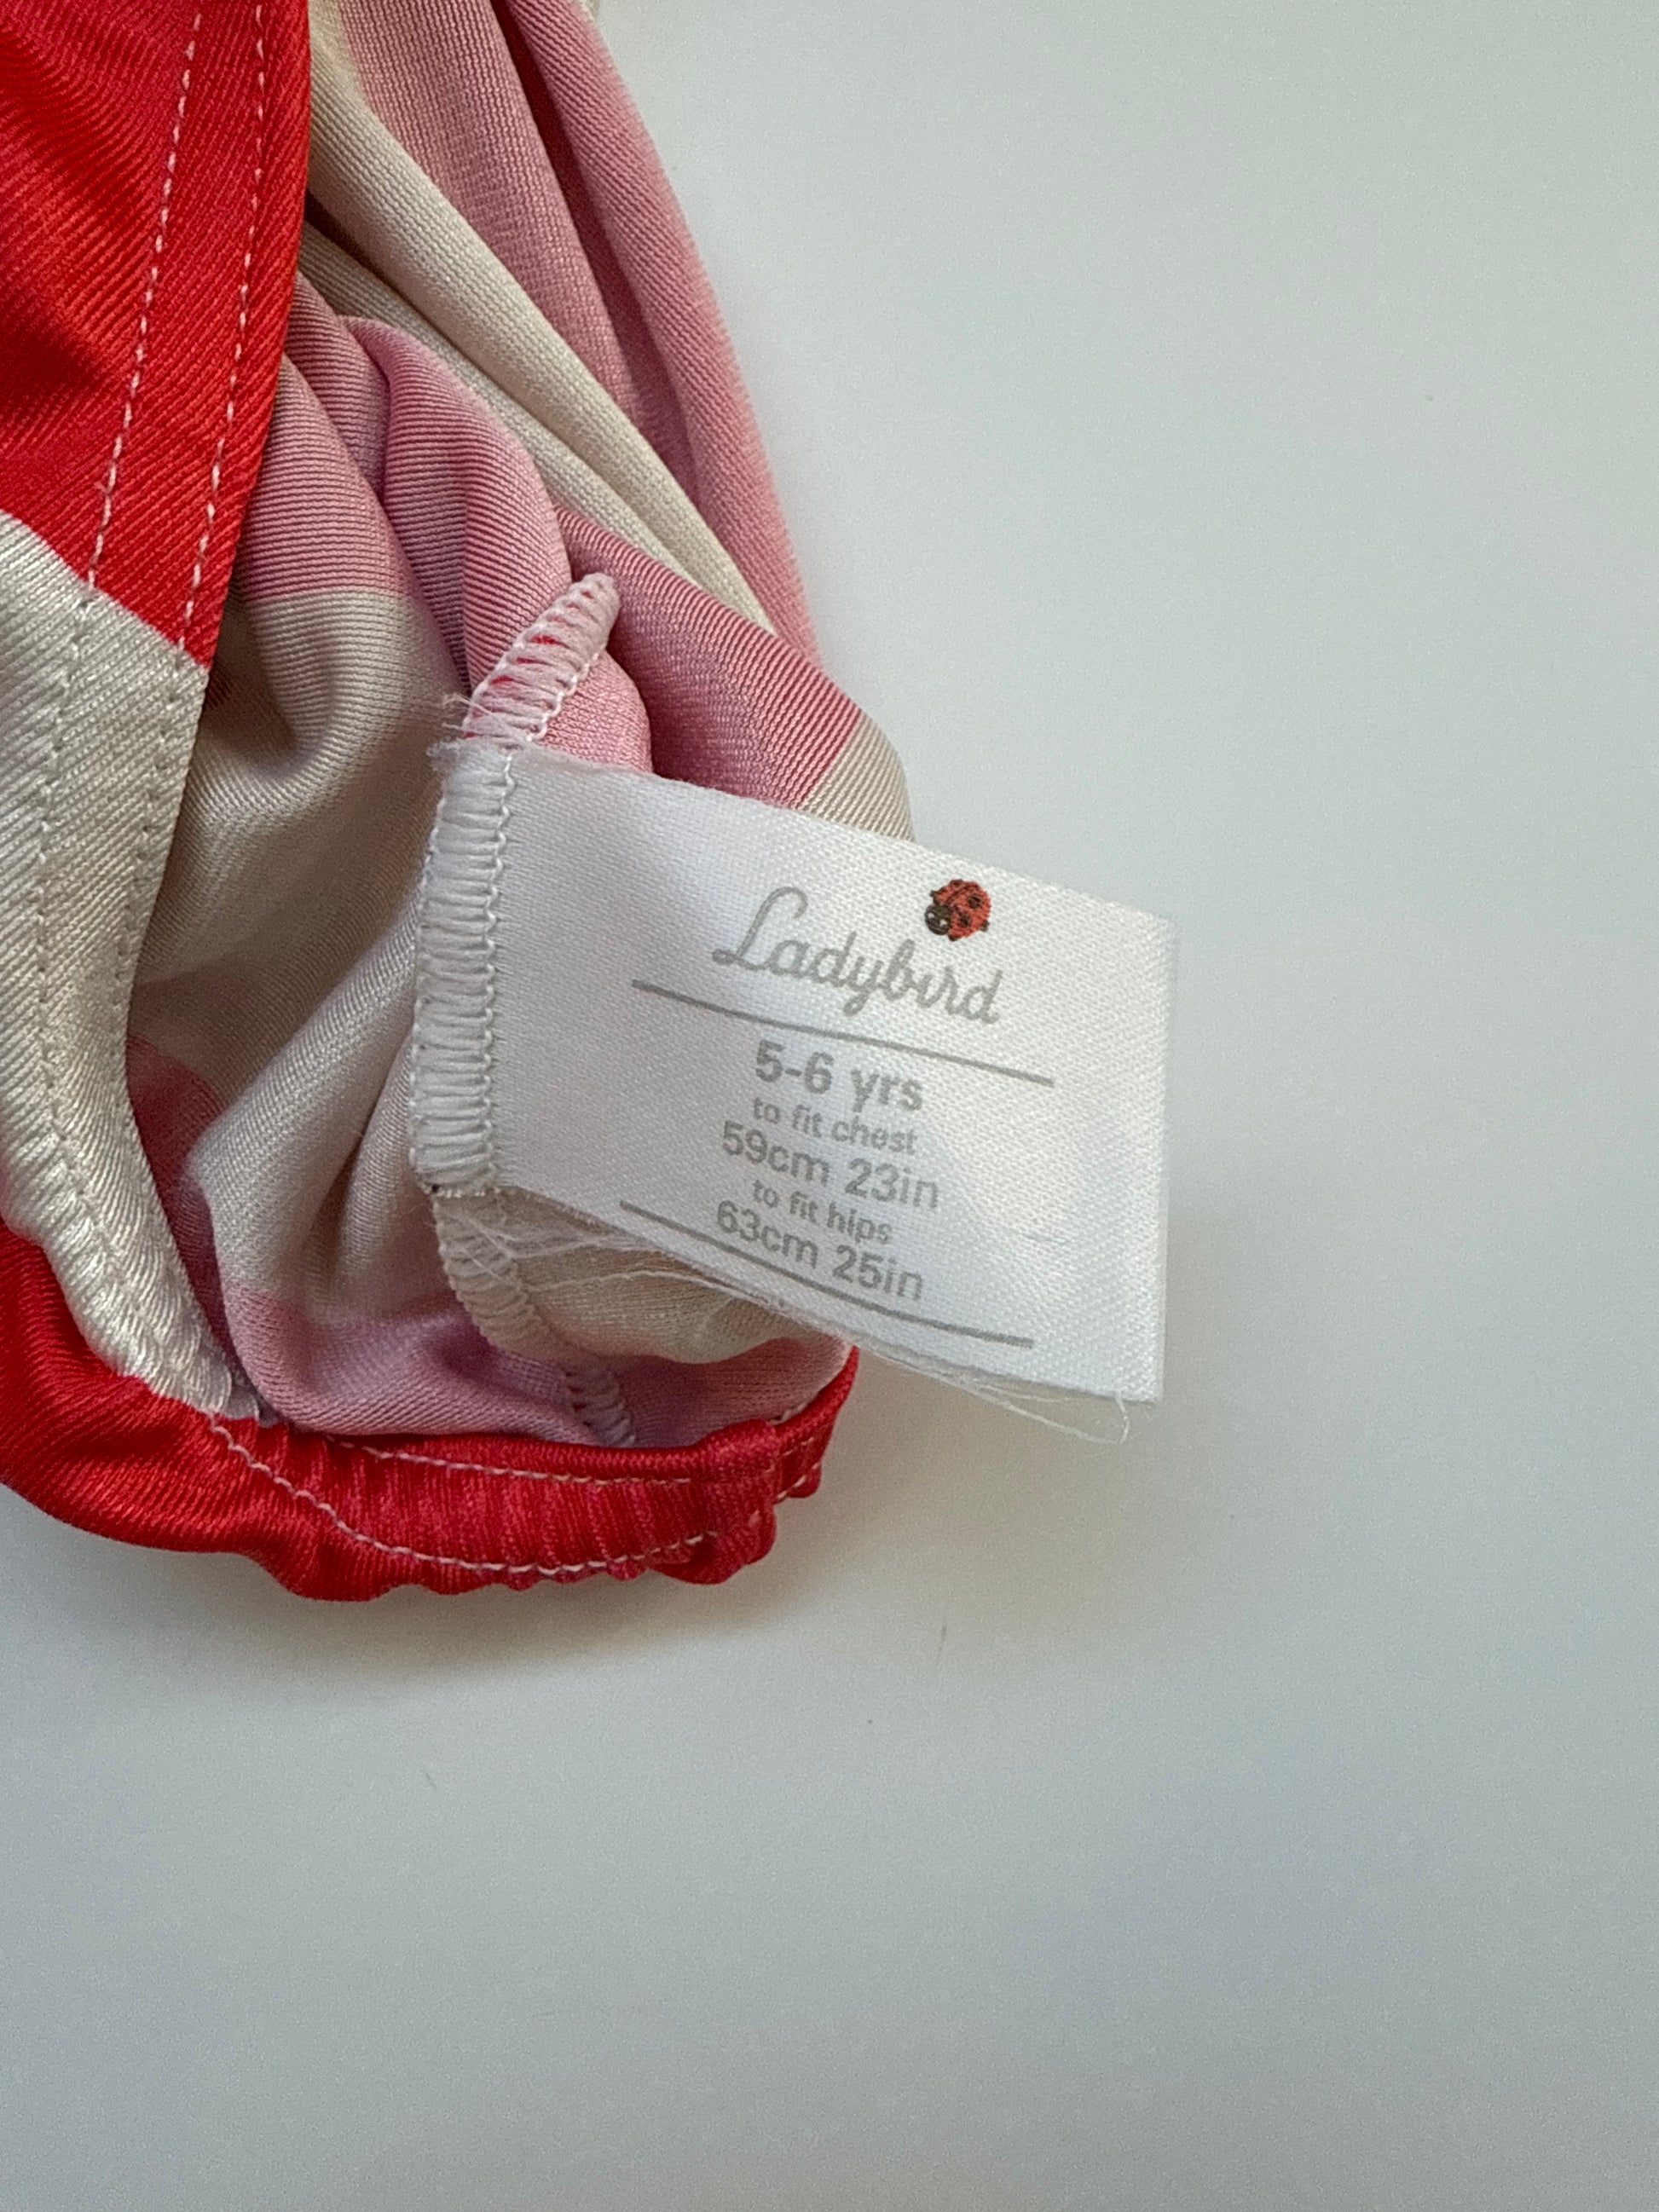 Ladybird
5-6 yrs
to fit chest
59cm 23in
to fit hips
63cm 25in